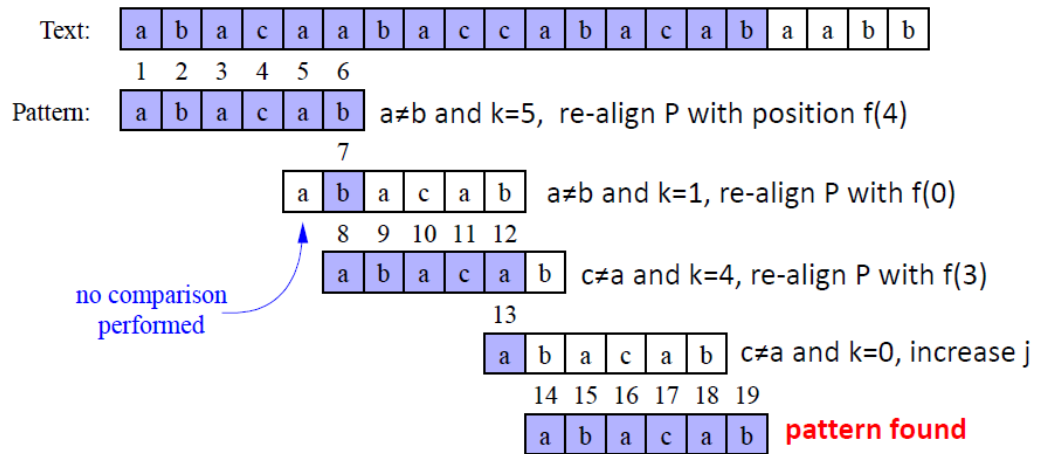 Text: a b a c a a b a c c a b a c a b a a b b
1 2 3 4 5 6
Pattern: a b a c a b a≠b and k=5, re-align P with position f(4)
7
a b a c a b a≠b and k=1, re-align P with f(0)
8 9 10 11 12
a b a c a b c≠a and k=4, re-align P with f(3)
no comparison
performed
13
a b a c a b c≠a and k=0, increase j
14 15 16 17 18 19
a b a c a b pattern found